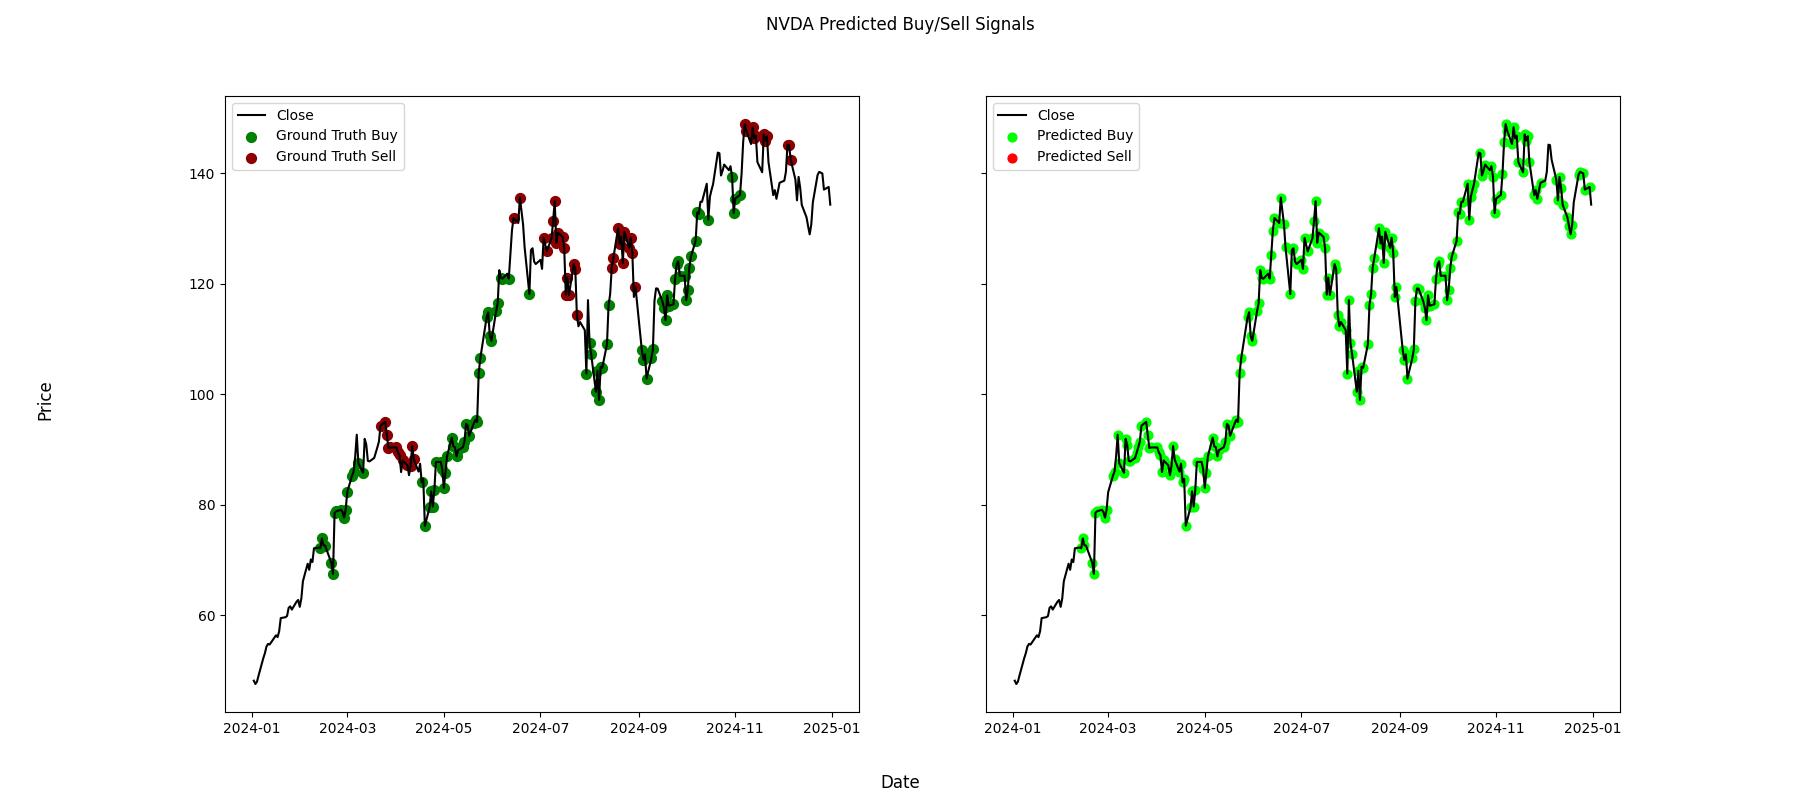 NVDA Predicted Buy/Sell Signals
Close
Ground Truth Buy
Ground Truth Sell
Close
Predicted Buy
Predicted Sell
140
120
100
80
60
Price
2024-01 2024-03 2024-05 2024-07 2024-09 2024-11 2025-01
2024-01 2024-03 2024-05 2024-07 2024-09 2024-11 2025-01
Date